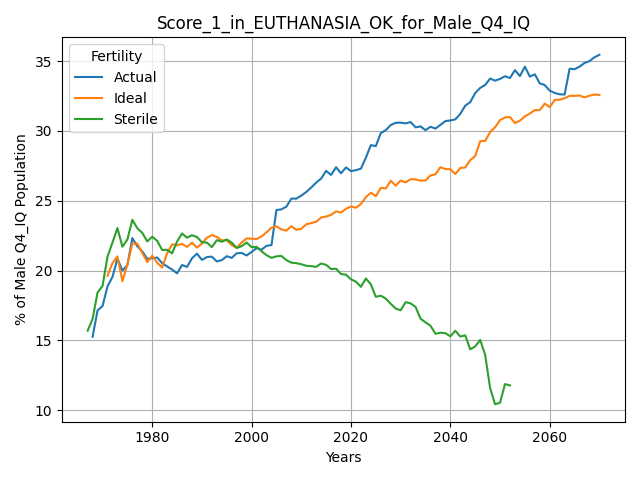 Score_1_in_EUTHANASIA_OK_for_Male_Q4_IQ
Fertility
Actual
Ideal
Sterile
% of Male Q4_IQ Population
35
30
25
20
15
10
1980 2000 2020 2040 2060
Years